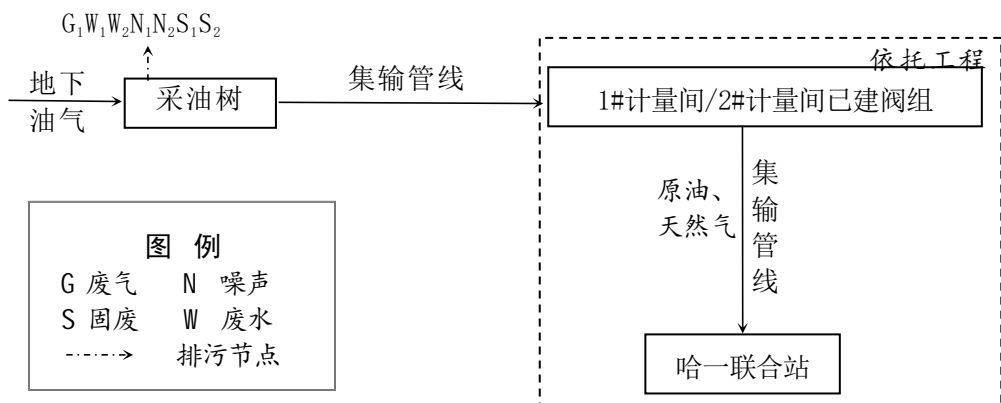 G₁W₁W₂N₁N₂S₁S₂
地下
油气
采油树
集输管线
依托工程
1#计量间/2#计量间已建阀组
原油、
天然气
集输管线
哈一联合站
图 例
G 废气 N 噪声
S 固废 W 废水
排污节点